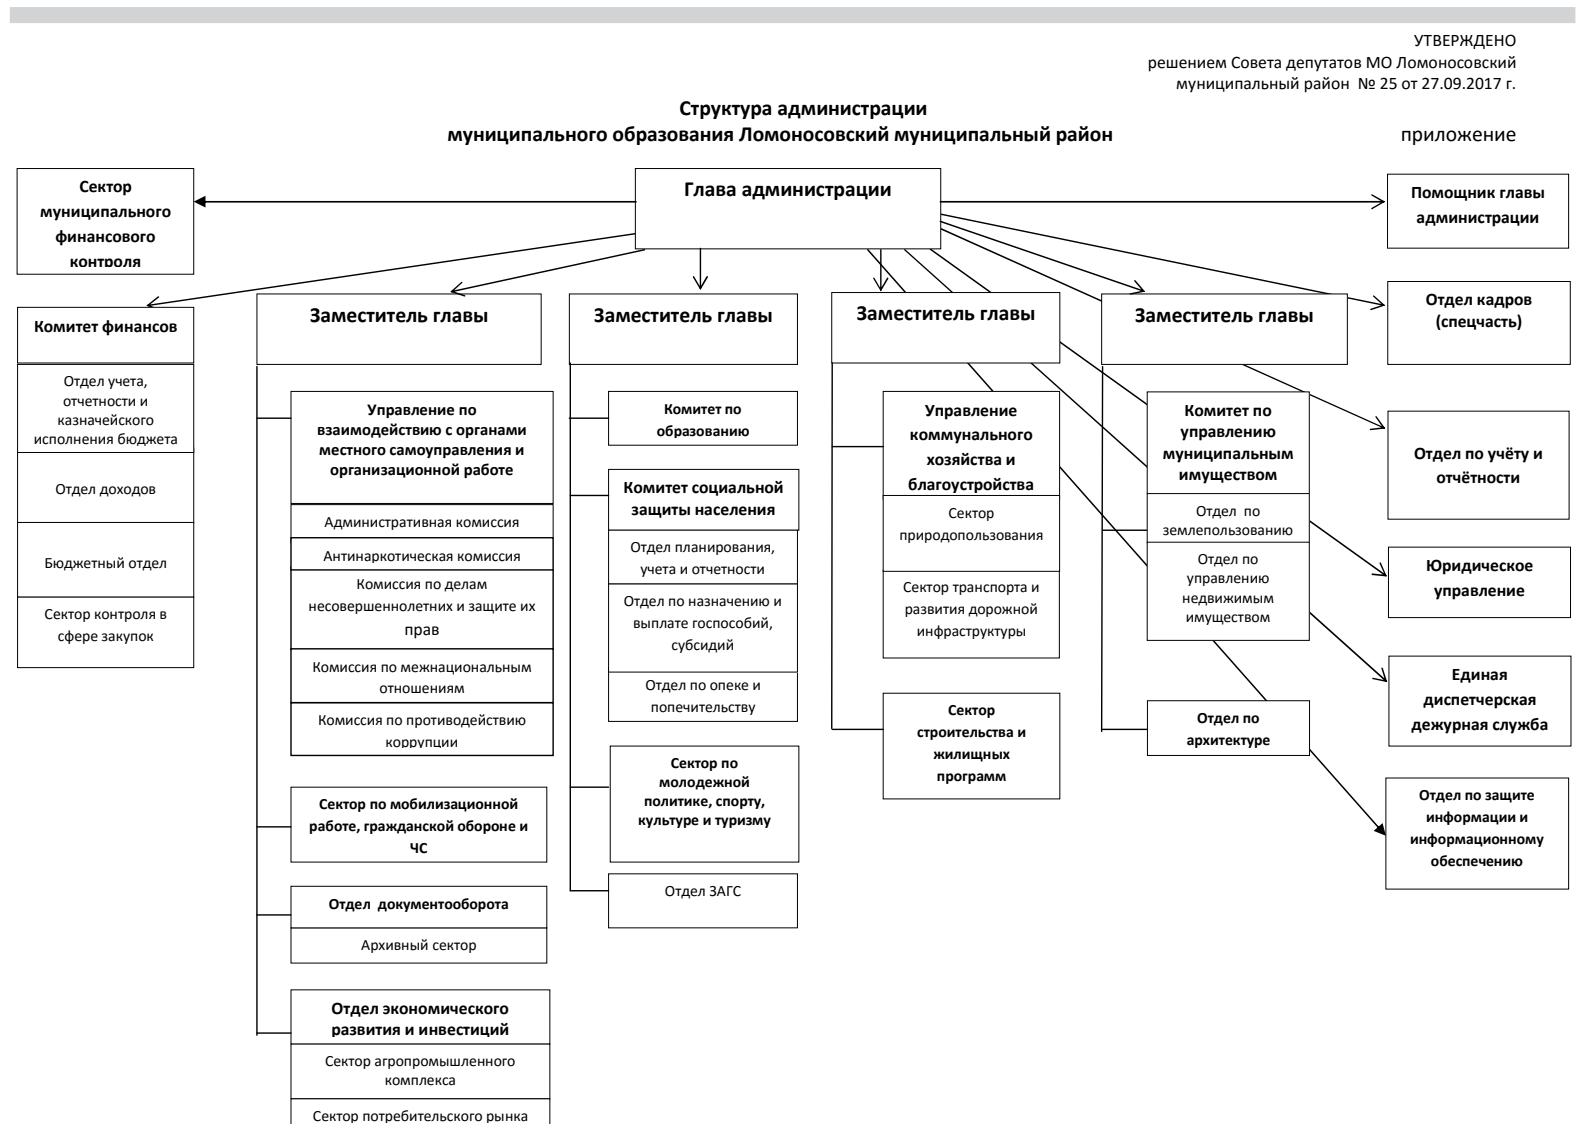 УТВЕРЖДЕНО
решением Совета депутатов МО Ломоносовский
муниципальный район № 25 от 27.09.2017 г.
Структура администрации
муниципального образования Ломоносовский муниципальный район
приложение
Сектор
муниципального
финансового
контроля
Глава администрации
Помощник главы
администрации
Комитет финансов
Отдел учета,
отчетности и
казначейского
исполнения бюджета
Отдел доходов
Бюджетный отдел
Сектор контроля в
сфере закупок
Заместитель главы
Управление по
взаимодействию с органами
местного самоуправления и
организационной работе
Административная комиссия
Антинаркотическая комиссия
Комиссия по делам
несовершеннолетних и защите их
прав
Комиссия по межнациональным
отношениям
Комиссия по противодействию
коррупции
Сектор по мобилизационной
работе, гражданской обороне и
ЧС
Отдел документооборота
Архивный сектор
Отдел экономического
развития и инвестиций
Сектор агропромышленного
комплекса
Сектор потребительского рынка
Заместитель главы
Комитет по
образованию
Комитет социальной
защиты населения
Отдел планирования,
учета и отчетности
Отдел по назначению и
выплате госпособий,
субсидий
Отдел по опеке и
попечительству
Сектор по
молодежной
политике, спорту,
культуре и туризму
Отдел ЗАГС
Заместитель главы
Управление
коммунального
хозяйства и
благоустройства
Сектор
природопользования
Сектор транспорта и
развития дорожной
инфраструктуры
Сектор
строительства и
жилищных
программ
Заместитель главы
Комитет по
управлению
муниципальным
имуществом
Отдел по
землепользованию
Отдел по
управлению
недвижимым
имуществом
Отдел по
архитектуре
Отдел кадров
(спецчасть)
Отдел по учёту и
отчётности
Юридическое
управление
Единая
диспетчерская
дежурная служба
Отдел по защите
информации и
информационному
обеспечению